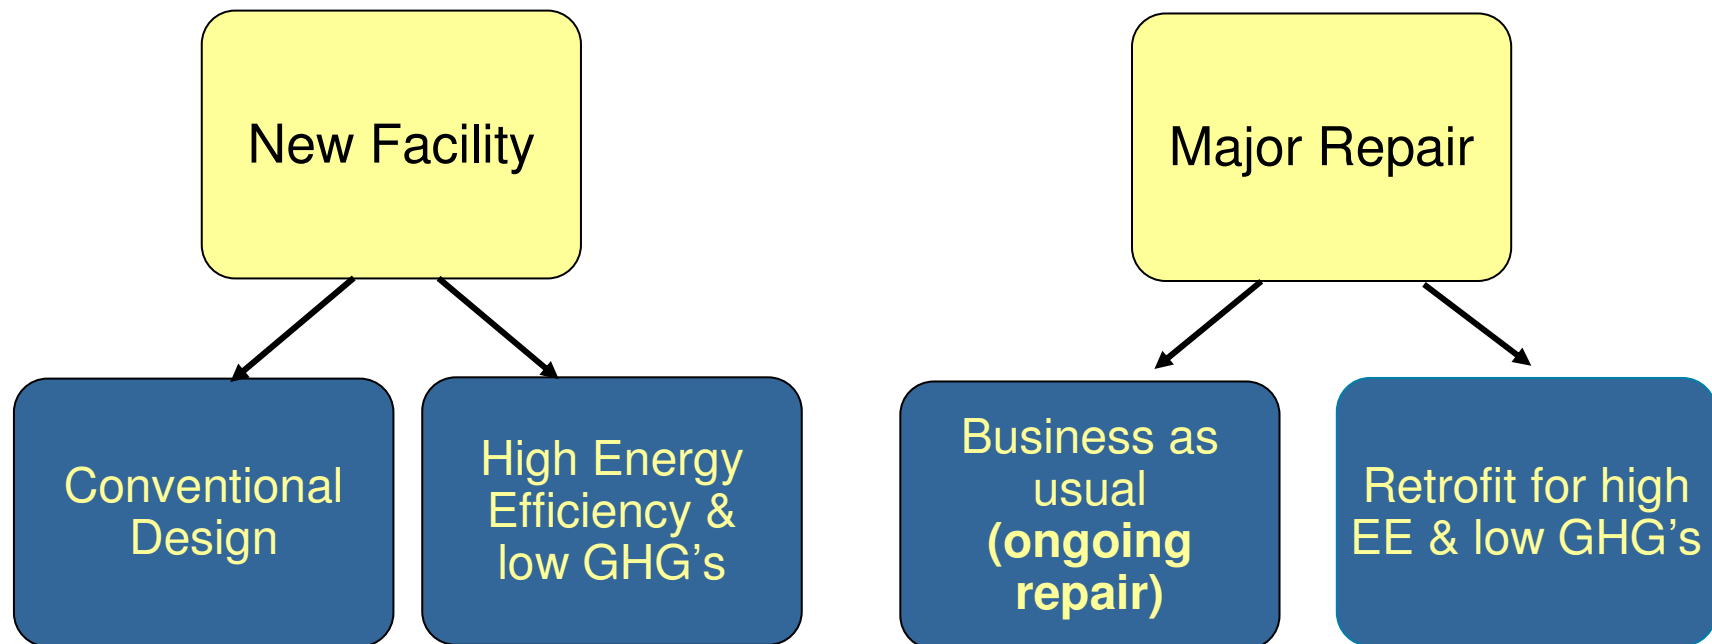 New Facility
Major Repair
Conventional
Design
High Energy
Efficiency &
low GHG’s
Business as
usual
(ongoing
repair)
Retrofit for high
EE & low GHG’s